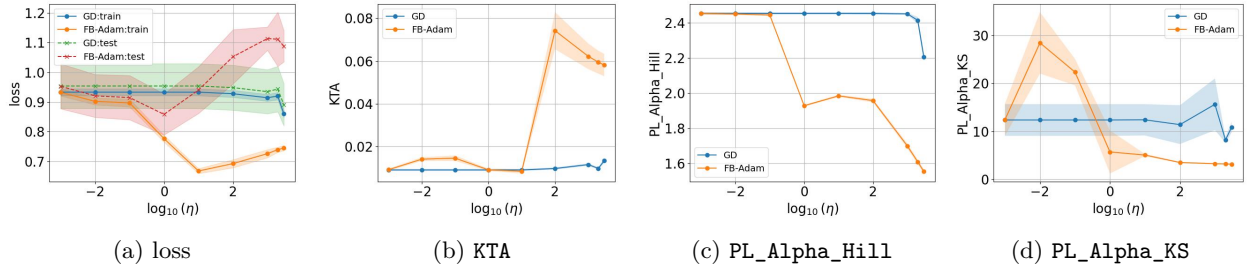 GD:train
FB-Adam:train
GD:test
FB-Adam:test
1.2
1.1
1.0
0.9
0.8
0.7
loss
−2
0
2
log₁₀ (η)
(a) loss
GD
FB-Adam
0.08
0.06
0.04
0.02
KTA
−2
0
2
log₁₀ (η)
(b) KTA
GD
FB-Adam
2.4
2.2
2.0
1.8
1.6
PL_Alpha_Hill
−2
0
2
log₁₀ (η)
(c) PL_Alpha_Hill
GD
FB-Adam
30
20
10
0
PL_Alpha_KS
−2
0
2
log₁₀ (η)
(d) PL_Alpha_KS